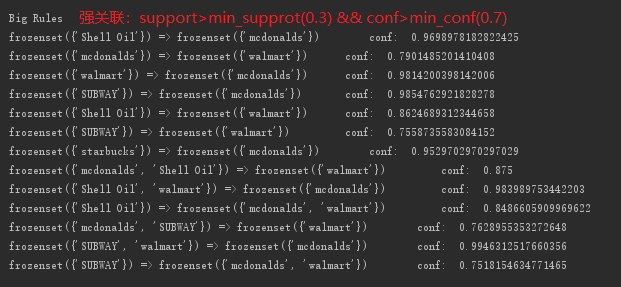 Big Rules 强关联：support>min_supprot(0.3) && conf>min_conf(0.7)
frozenset({'Shell Oil'}) => frozenset({'mcdonalds'}) conf: 0.9698978182822425
frozenset({'mcdonalds'}) => frozenset({'walmart'}) conf: 0.7901485201410408
frozenset({'walmart'}) => frozenset({'mcdonalds'}) conf: 0.9814200398142006
frozenset({'SUBWAY'}) => frozenset({'mcdonalds'}) conf: 0.9854762921828278
frozenset({'Shell Oil'}) => frozenset({'walmart'}) conf: 0.8624689312344658
frozenset({'SUBWAY'}) => frozenset({'walmart'}) conf: 0.7558735583084152
frozenset({'starbucks'}) => frozenset({'mcdonalds'}) conf: 0.9529702970297029
frozenset({'mcdonalds', 'Shell Oil'}) => frozenset({'walmart'}) conf: 0.875
frozenset({'Shell Oil', 'walmart'}) => frozenset({'mcdonalds'}) conf: 0.983989753442203
frozenset({'Shell Oil'}) => frozenset({'mcdonalds', 'walmart'}) conf: 0.8486605909969622
frozenset({'mcdonalds', 'SUBWAY'}) => frozenset({'walmart'}) conf: 0.7628955353272648
frozenset({'SUBWAY', 'walmart'}) => frozenset({'mcdonalds'}) conf: 0.9946312517660356
frozenset({'SUBWAY'}) => frozenset({'mcdonalds', 'walmart'}) conf: 0.7518154634771465